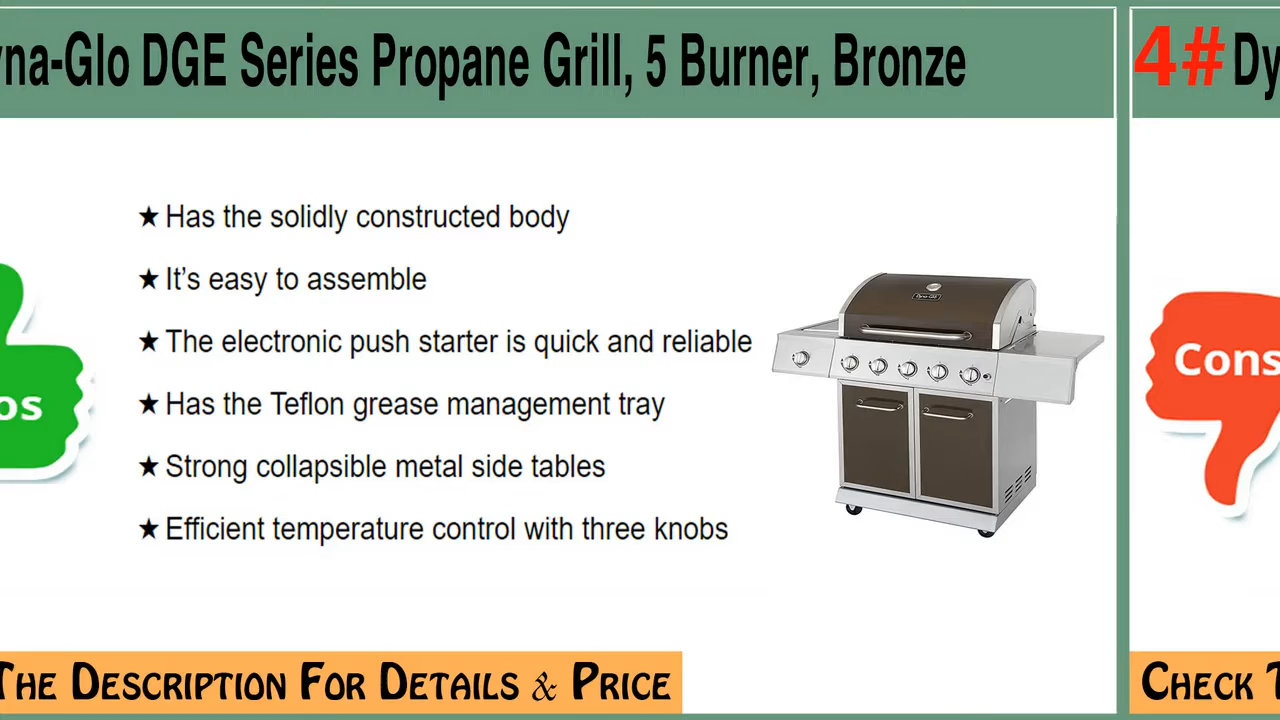 yna-Glo DGE Series Propane Grill, 5 Burner, Bronze
4# Dy
★ Has the solidly constructed body
★ It’s easy to assemble
★ The electronic push starter is quick and reliable
★ Has the Teflon grease management tray
★ Strong collapsible metal side tables
★ Efficient temperature control with three knobs
os
Dyna-Glo
Cons
The Description For Details & Price
Check T